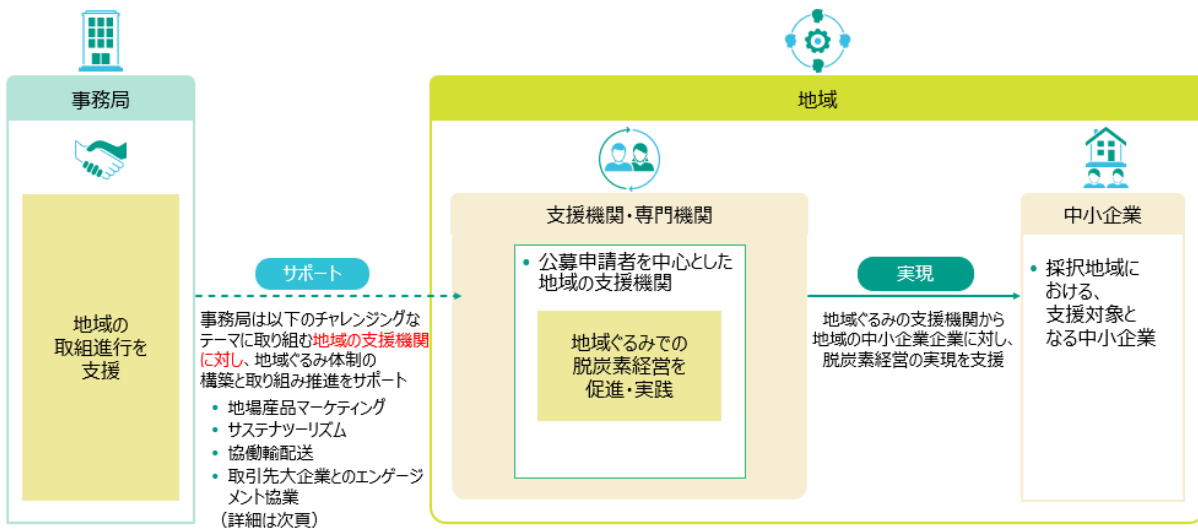 事務局
地域の
取組進行を
支援
サポート
事務局は以下のチャレンジングな
テーマに取り組む地域の支援機関
に対し、地域ぐるみ体制の
構築と取り組み推進をサポート
• 地場産品マーケティング
• サステナツーリズム
• 協働輸配送
• 取引先大企業とのエンゲージ
メント協業
（詳細は次頁）
地域
支援機関・専門機関
• 公募申請者を中心とした
地域の支援機関
地域ぐるみでの
脱炭素経営を
促進・実践
実現
地域ぐるみの支援機関から
地域の中小企業企業に対し、
脱炭素経営の実現を支援
中小企業
• 採択地域に
おける、
支援対象と
なる中小企業